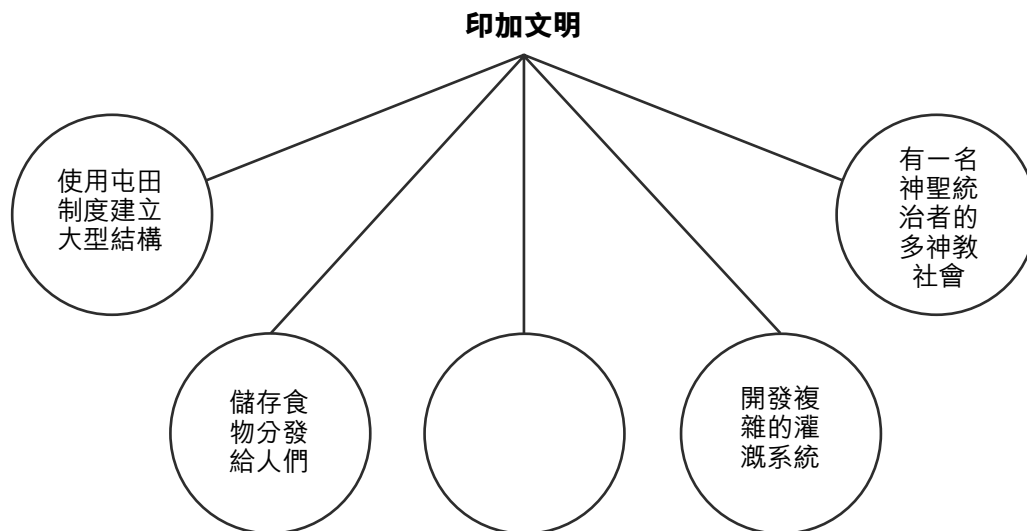 印加文明
使用屯田
制度建立
大型結構
有一名
神聖統
治者的
多神教
社會
儲存食
物分發
給人們
開發複
雜的灌
溉系統